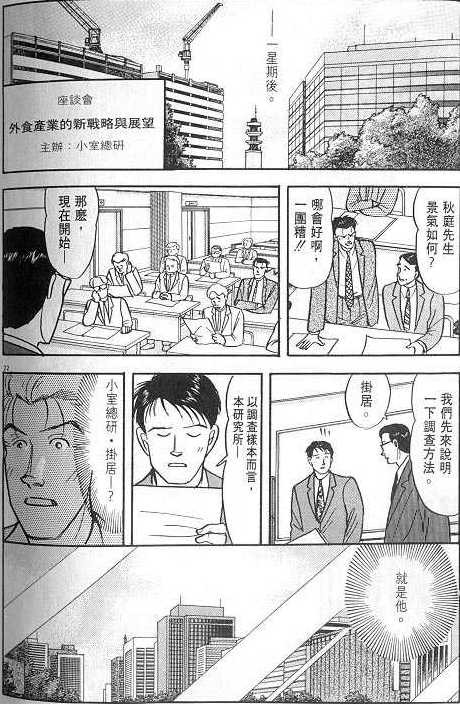 ——一星期後。
座談會
外食產業的新戰略與展望
主辦：小室總研
秋庭先生
景氣如何？
哪會好啊，
一團糟!!
那麼，
現在開始—
我們先來說明
一下調查方法。
掛居。
以調查樣本而言，
本研究所—
小室總研・掛居—？
就是他。